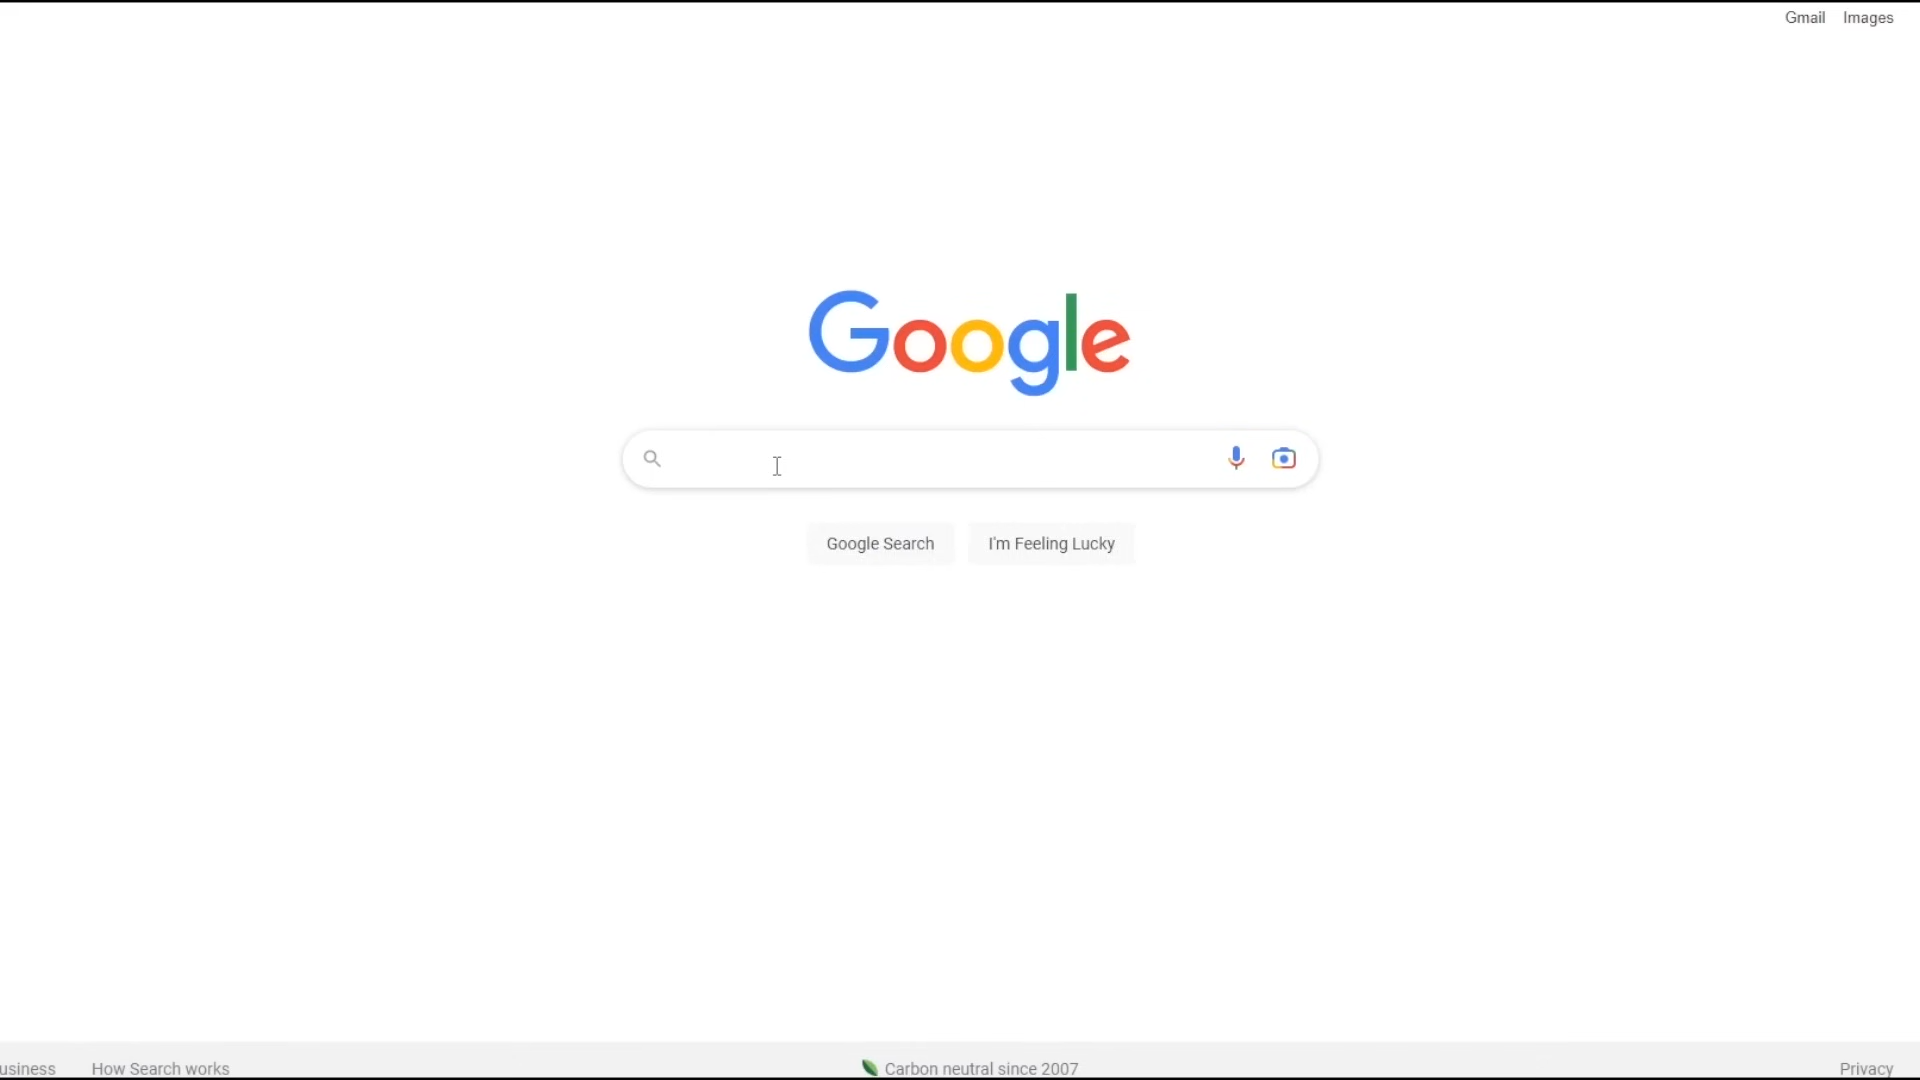 Gmail Images
Google
Google Search I'm Feeling Lucky
usiness How Search works Carbon neutral since 2007 Privacy